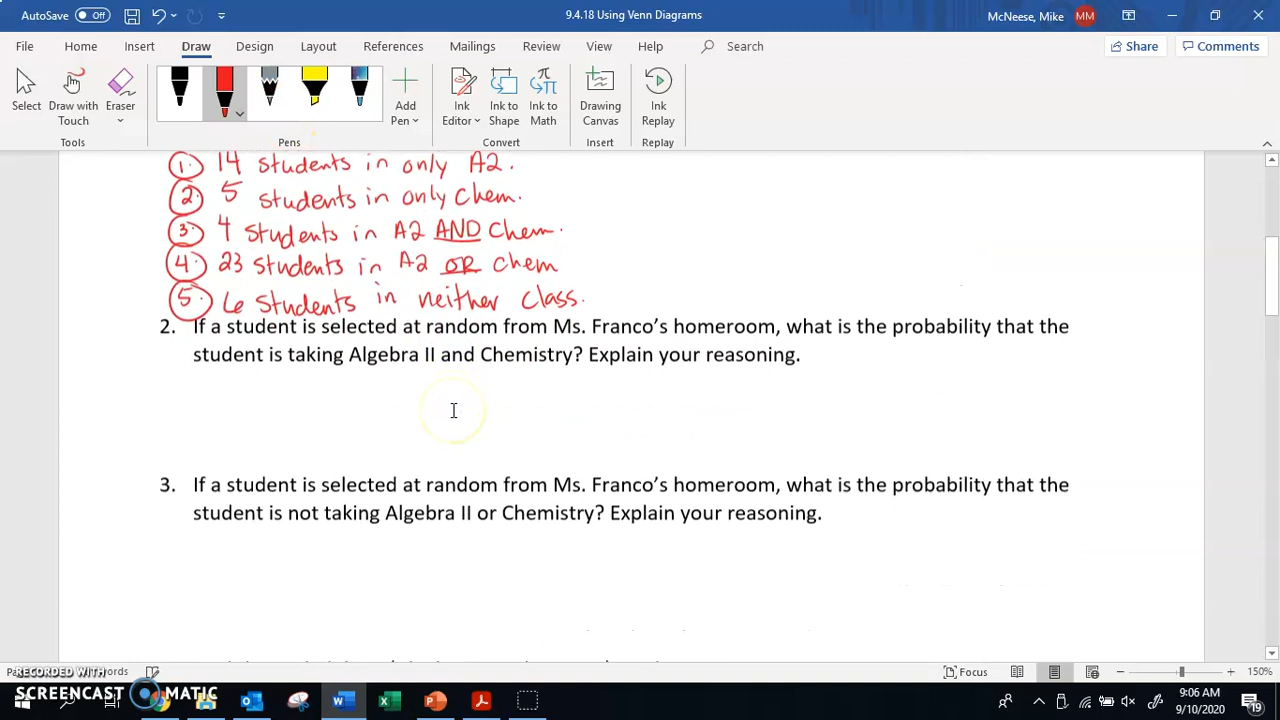 AutoSave Off 9.4.18 Using Venn Diagrams McNeese, Mike MM
File Home Insert Draw Design Layout References Mailings Review View Help Search Share Comments
Select Draw with Touch Eraser Add Pen Ink Editor Ink to Shape Ink to Math Drawing Canvas Ink Replay
Tools Pens Convert Insert Replay
1. 14 students in only A2.
2. 5 students in only Chem.
3. 4 students in A2 AND Chem.
4. 23 students in A2 OR Chem
5. 6 students in neither class.
2. If a student is selected at random from Ms. Franco's homeroom, what is the probability that the
student is taking Algebra II and Chemistry? Explain your reasoning.
3. If a student is selected at random from Ms. Franco's homeroom, what is the probability that the
student is not taking Algebra II or Chemistry? Explain your reasoning.
RECORDED WITH words Focus 150%
SCREENCAST MATIC 9:06 AM
9/10/2020 19